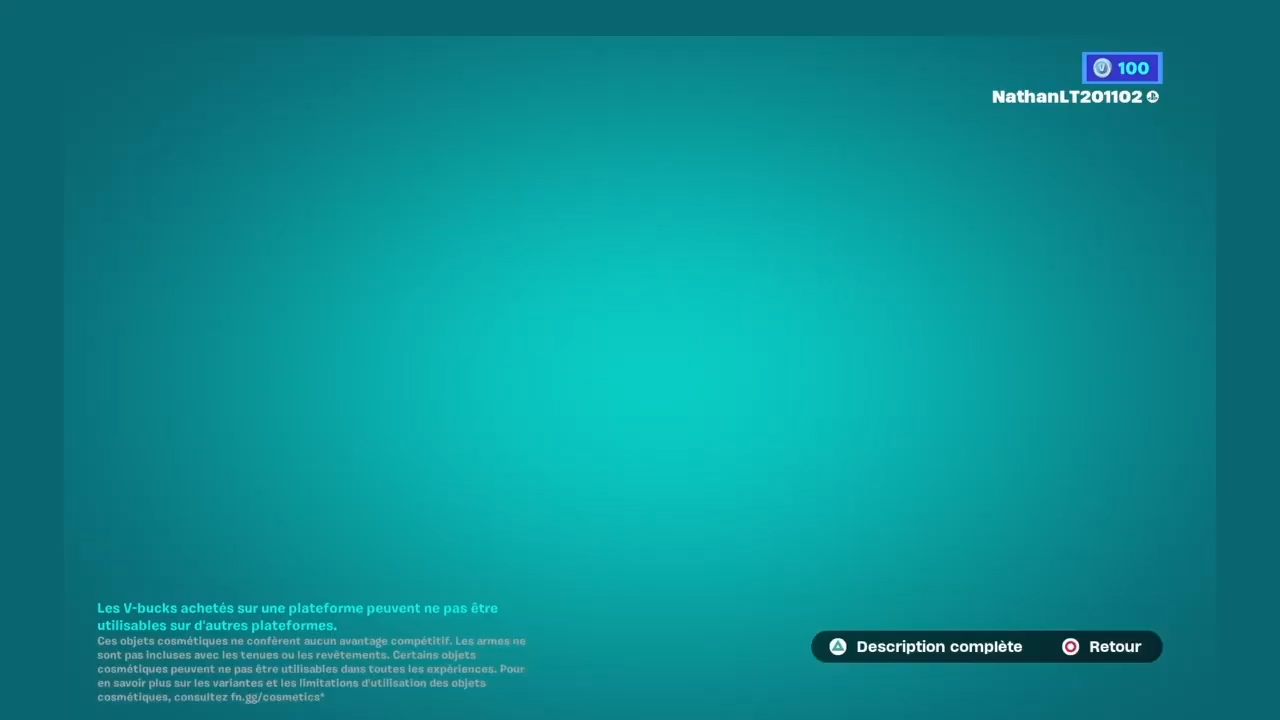 100
NathanLT201102
Les V-bucks achetés sur une plateforme peuvent ne pas être
utilisables sur d'autres plateformes.
Ces objets cosmétiques ne confèrent aucun avantage compétitif. Les armes ne
sont pas incluses avec les tenues ou les revêtements. Certains objets
cosmétiques peuvent ne pas être utilisables dans toutes les expériences. Pour
en savoir plus sur les variantes et les limitations d'utilisation des objets
cosmétiques, consultez fn.gg/cosmetics*
Description complète
Retour